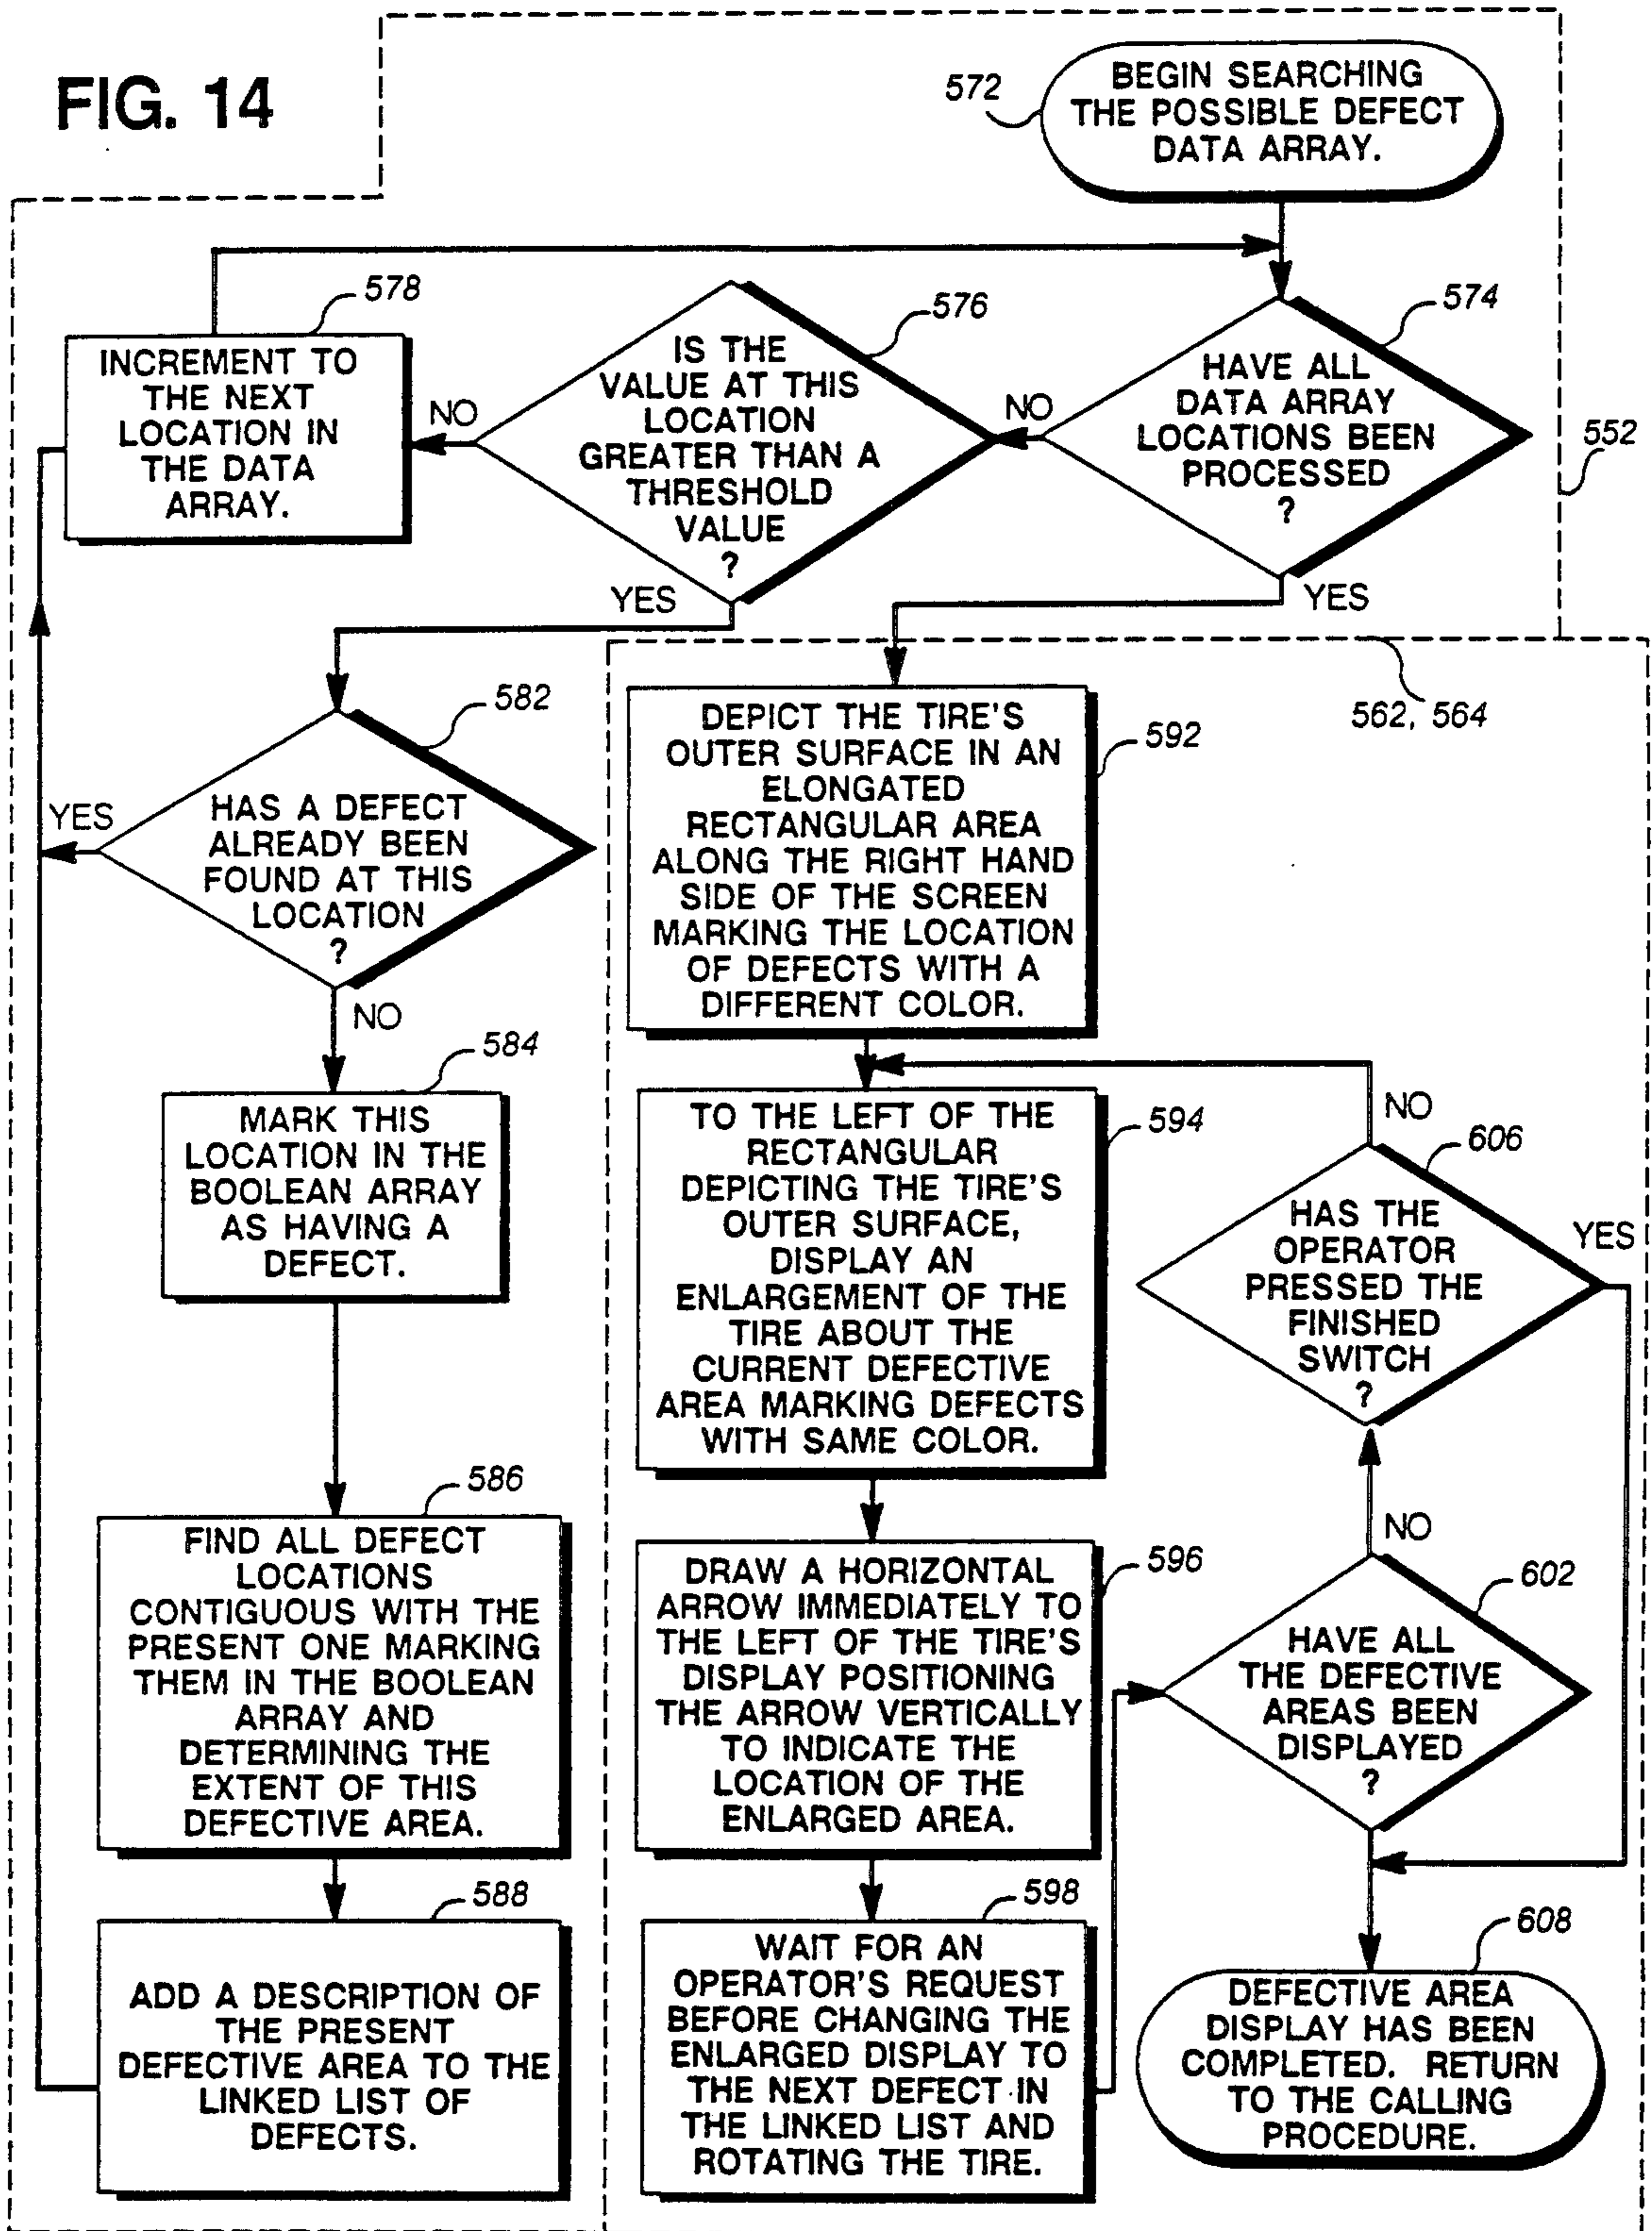 FIG. 14
572
BEGIN SEARCHING
THE POSSIBLE DEFECT
DATA ARRAY.
578
INCREMENT TO
THE NEXT
LOCATION IN
THE DATA
ARRAY.
NO
576
IS THE
VALUE AT THIS
LOCATION
GREATER THAN A
THRESHOLD
VALUE
?
YES
NO
574
HAVE ALL
DATA ARRAY
LOCATIONS BEEN
PROCESSED
?
YES
552
562, 564
582
YES
HAS A DEFECT
ALREADY BEEN
FOUND AT THIS
LOCATION
?
NO
584
MARK THIS
LOCATION IN THE
BOOLEAN ARRAY
AS HAVING A
DEFECT.
586
FIND ALL DEFECT
LOCATIONS
CONTIGUOUS WITH THE
PRESENT ONE MARKING
THEM IN THE BOOLEAN
ARRAY AND
DETERMINING THE
EXTENT OF THIS
DEFECTIVE AREA.
588
ADD A DESCRIPTION OF
THE PRESENT
DEFECTIVE AREA TO THE
LINKED LIST OF
DEFECTS.
592
DEPICT THE TIRE'S
OUTER SURFACE IN AN
ELONGATED
RECTANGULAR AREA
ALONG THE RIGHT HAND
SIDE OF THE SCREEN
MARKING THE LOCATION
OF DEFECTS WITH A
DIFFERENT COLOR.
594
TO THE LEFT OF THE
RECTANGULAR
DEPICTING THE TIRE'S
OUTER SURFACE,
DISPLAY AN
ENLARGEMENT OF THE
TIRE ABOUT THE
CURRENT DEFECTIVE
AREA MARKING DEFECTS
WITH SAME COLOR.
596
DRAW A HORIZONTAL
ARROW IMMEDIATELY TO
THE LEFT OF THE TIRE'S
DISPLAY POSITIONING
THE ARROW VERTICALLY
TO INDICATE THE
LOCATION OF THE
ENLARGED AREA.
598
WAIT FOR AN
OPERATOR'S REQUEST
BEFORE CHANGING THE
ENLARGED DISPLAY TO
THE NEXT DEFECT IN
THE LINKED LIST AND
ROTATING THE TIRE.
NO
606
HAS THE
OPERATOR
PRESSED THE
FINISHED
SWITCH
?
YES
NO
602
HAVE ALL
THE DEFECTIVE
AREAS BEEN
DISPLAYED
?
608
DEFECTIVE AREA
DISPLAY HAS BEEN
COMPLETED. RETURN
TO THE CALLING
PROCEDURE.